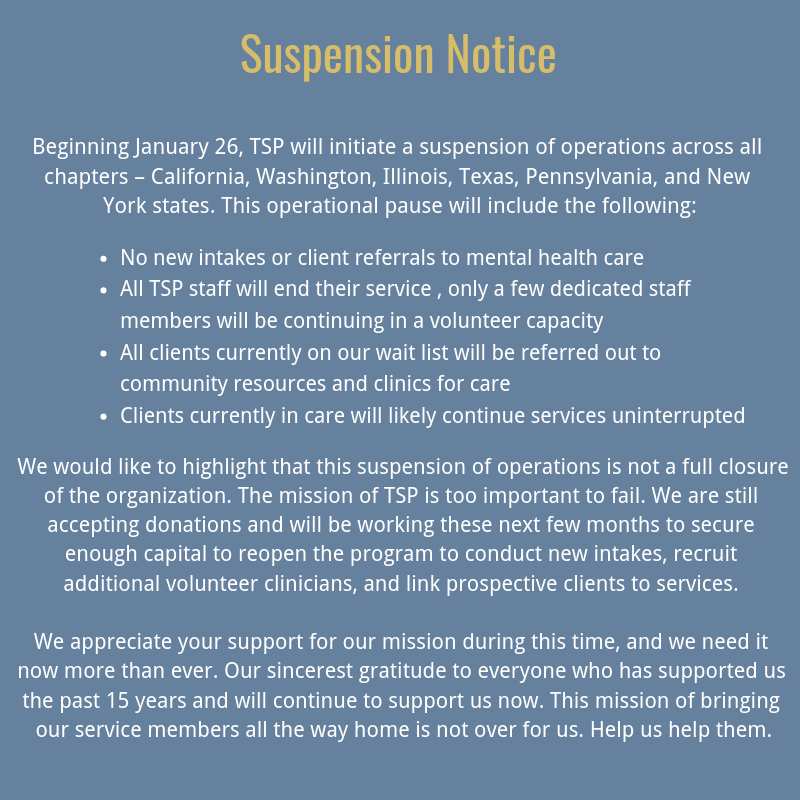 Suspension Notice
Beginning January 26, TSP will initiate a suspension of operations across all
chapters – California, Washington, Illinois, Texas, Pennsylvania, and New
York states. This operational pause will include the following:
• No new intakes or client referrals to mental health care
• All TSP staff will end their service , only a few dedicated staff
members will be continuing in a volunteer capacity
• All clients currently on our wait list will be referred out to
community resources and clinics for care
• Clients currently in care will likely continue services uninterrupted
We would like to highlight that this suspension of operations is not a full closure
of the organization. The mission of TSP is too important to fail. We are still
accepting donations and will be working these next few months to secure
enough capital to reopen the program to conduct new intakes, recruit
additional volunteer clinicians, and link prospective clients to services.
We appreciate your support for our mission during this time, and we need it
now more than ever. Our sincerest gratitude to everyone who has supported us
the past 15 years and will continue to support us now. This mission of bringing
our service members all the way home is not over for us. Help us help them.